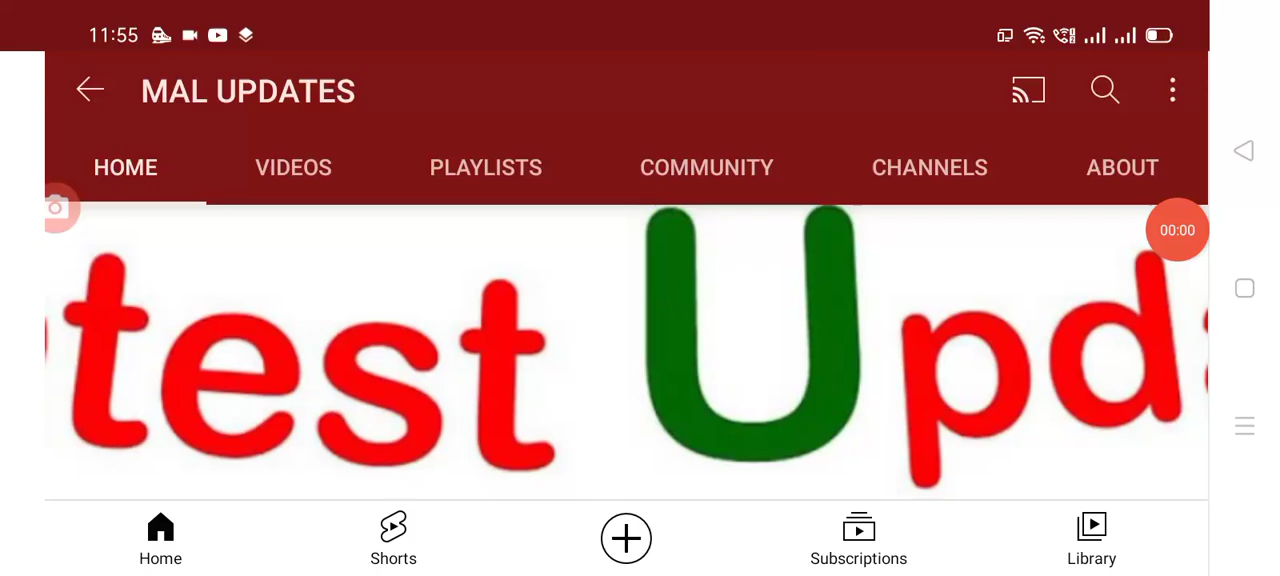 11:55
MAL UPDATES
HOME VIDEOS PLAYLISTS COMMUNITY CHANNELS ABOUT
00:00
test Upd
Home Shorts Subscriptions Library